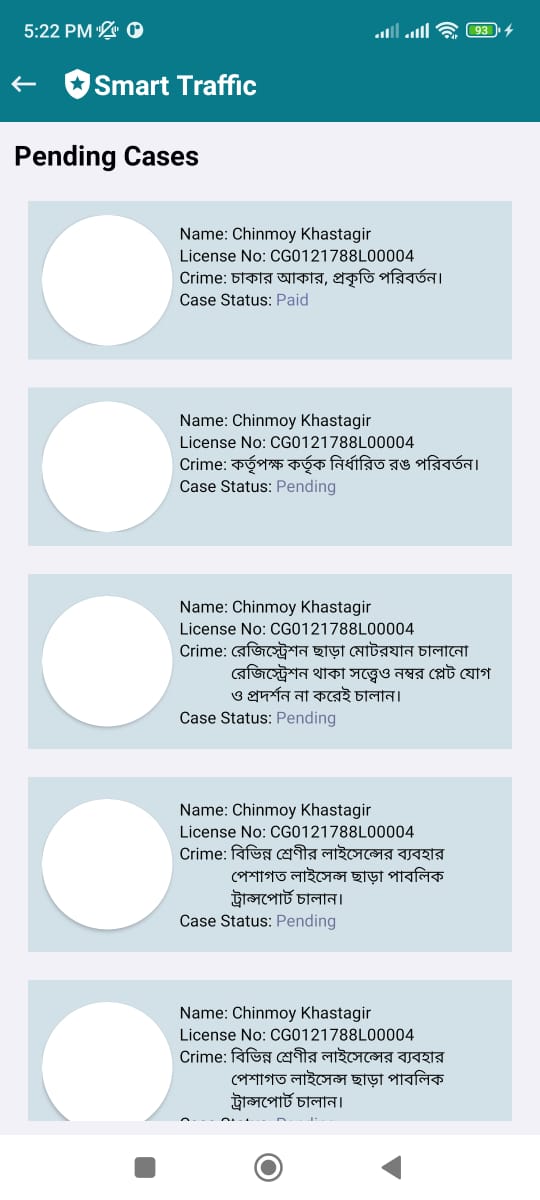 5:22 PM
93
Smart Traffic
Pending Cases
Name: Chinmoy Khastagir
License No: CG0121788L00004
Crime: চাকার আকার, প্রকৃতি পরিবর্তন।
Case Status: Paid
Name: Chinmoy Khastagir
License No: CG0121788L00004
Crime: কর্তৃপক্ষ কর্তৃক নির্ধারিত রঙ পরিবর্তন।
Case Status: Pending
Name: Chinmoy Khastagir
License No: CG0121788L00004
Crime: রেজিস্ট্রেশন ছাড়া মোটরযান চালানো
রেজিস্ট্রেশন থাকা সত্ত্বেও নম্বর প্লেট যোগ
ও প্রদর্শন না করেই চালান।
Case Status: Pending
Name: Chinmoy Khastagir
License No: CG0121788L00004
Crime: বিভিন্ন শ্রেণীর লাইসেন্সের ব্যবহার
পেশাগত লাইসেন্স ছাড়া পাবলিক
ট্রান্সপোর্ট চালান।
Case Status: Pending
Name: Chinmoy Khastagir
License No: CG0121788L00004
Crime: বিভিন্ন শ্রেণীর লাইসেন্সের ব্যবহার
পেশাগত লাইসেন্স ছাড়া পাবলিক
ট্রান্সপোর্ট চালান।